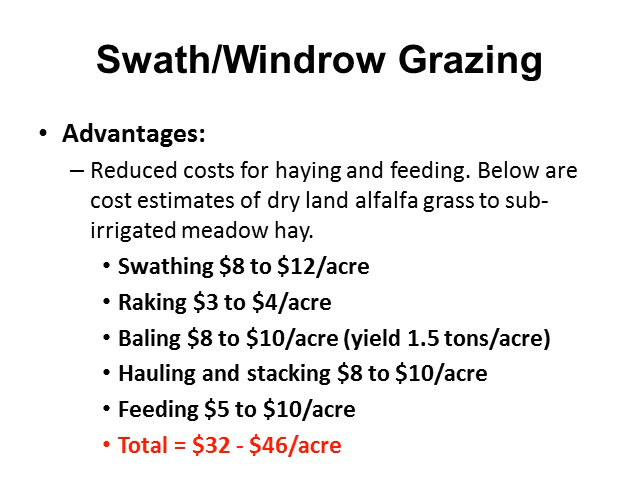 Swath/Windrow Grazing
• Advantages:
– Reduced costs for haying and feeding. Below are
cost estimates of dry land alfalfa grass to sub-
irrigated meadow hay.
• Swathing $8 to $12/acre
• Raking $3 to $4/acre
• Baling $8 to $10/acre (yield 1.5 tons/acre)
• Hauling and stacking $8 to $10/acre
• Feeding $5 to $10/acre
• Total = $32 - $46/acre